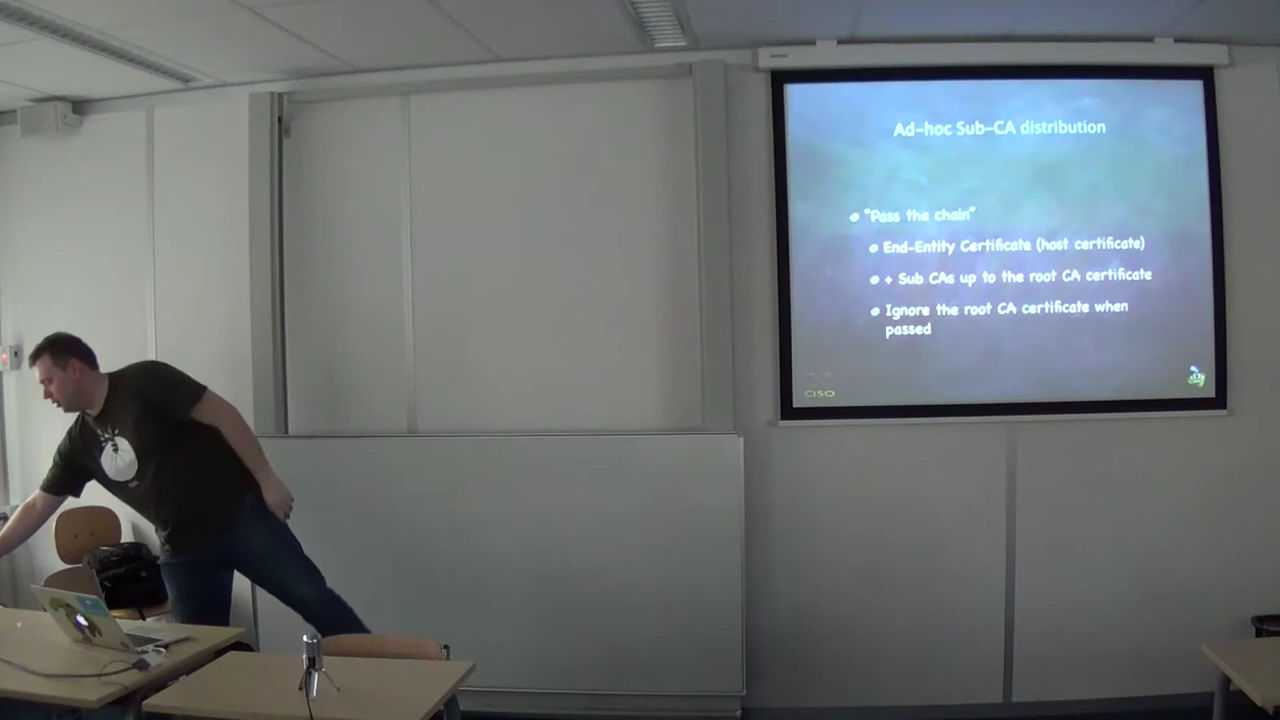 Ad-hoc Sub-CA distribution
"Pass the chain"
End-Entity Certificate (host certificate)
+ Sub CAs up to the root CA certificate
Ignore the root CA certificate when
passed
CISO